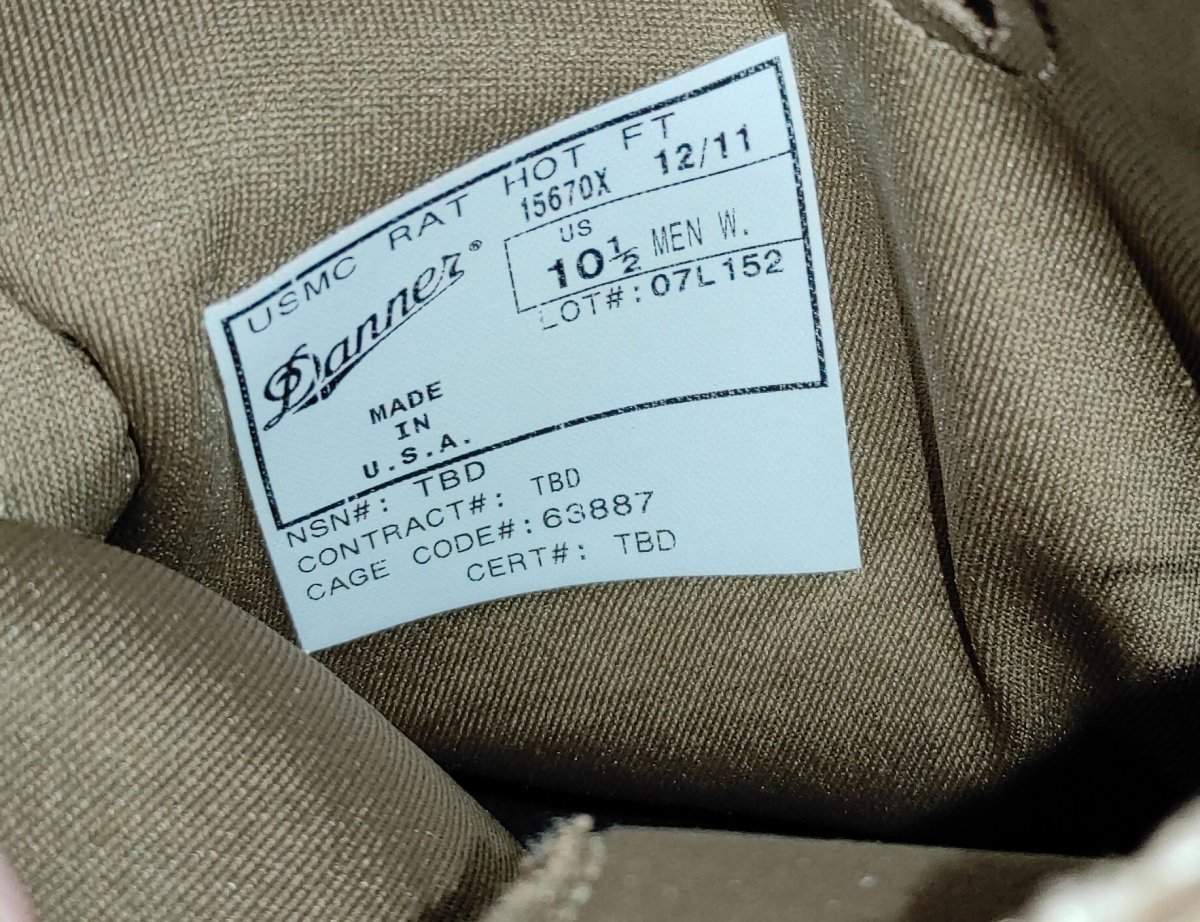 USMC RAT HOT FT
15670X 12/11
Danner®
US
10½ MEN W.
LOT#: 07L152
MADE
IN
U.S.A.
NSN#: TBD
CONTRACT#: TBD
CAGE CODE#: 63887
CERT#: TBD